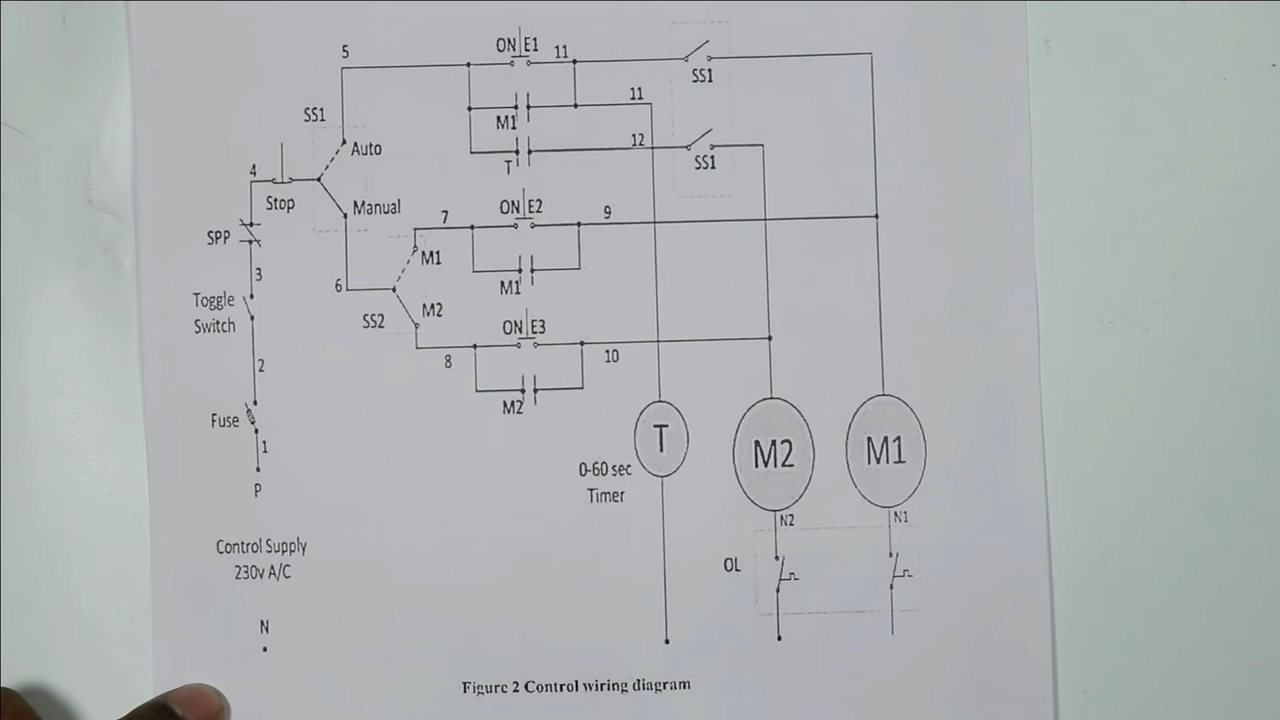 5
ON E1
11
SS1
SS1
11
M1
Auto
12
T
SS1
4
Stop
Manual
ON E2
7
9
SPP
M1
3
6
M1
Toggle
Switch
M2
SS2
ON E3
8
10
2
M2
Fuse
1
T
M2
M1
P
0-60 sec
Timer
N2
N1
Control Supply
230v A/C
OL
N
Figure 2 Control wiring diagram